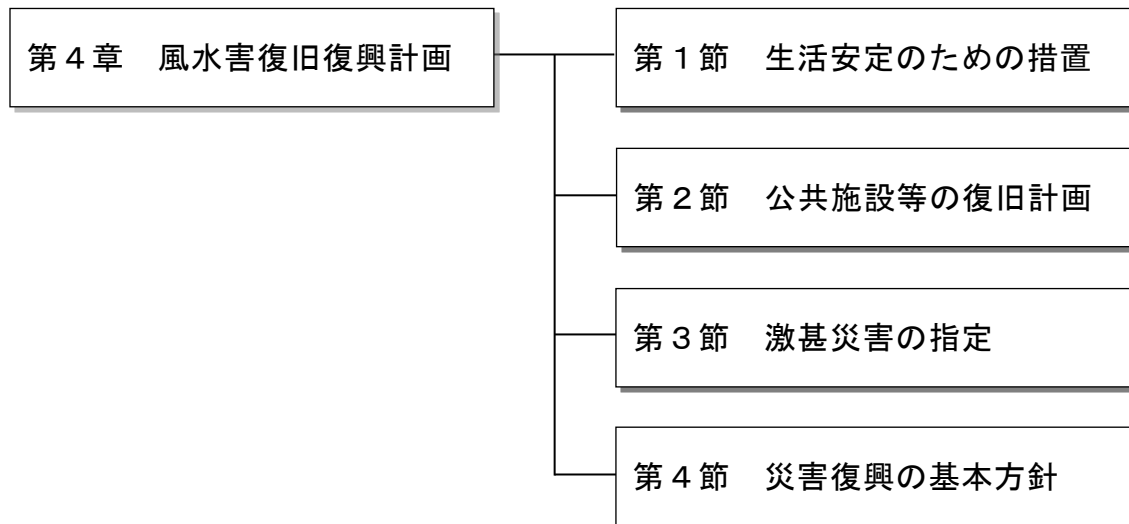 第４章　風水害復旧復興計画
第１節　生活安定のための措置
第２節　公共施設等の復旧計画
第３節　激甚災害の指定
第４節　災害復興の基本方針